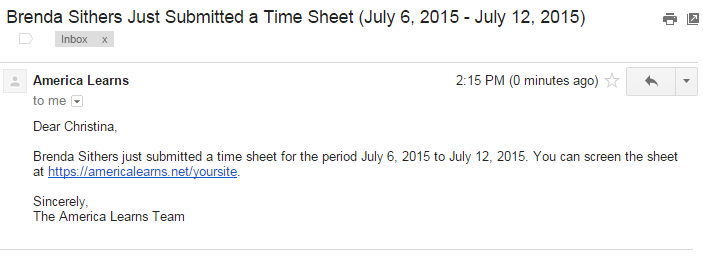 Brenda Sithers Just Submitted a Time Sheet (July 6, 2015 - July 12, 2015)
Inbox x
America Learns 2:15 PM (0 minutes ago)
to me
Dear Christina,
Brenda Sithers just submitted a time sheet for the period July 6, 2015 to July 12, 2015. You can screen the sheet
at https://americalearns.net/yoursite.
Sincerely,
The America Learns Team